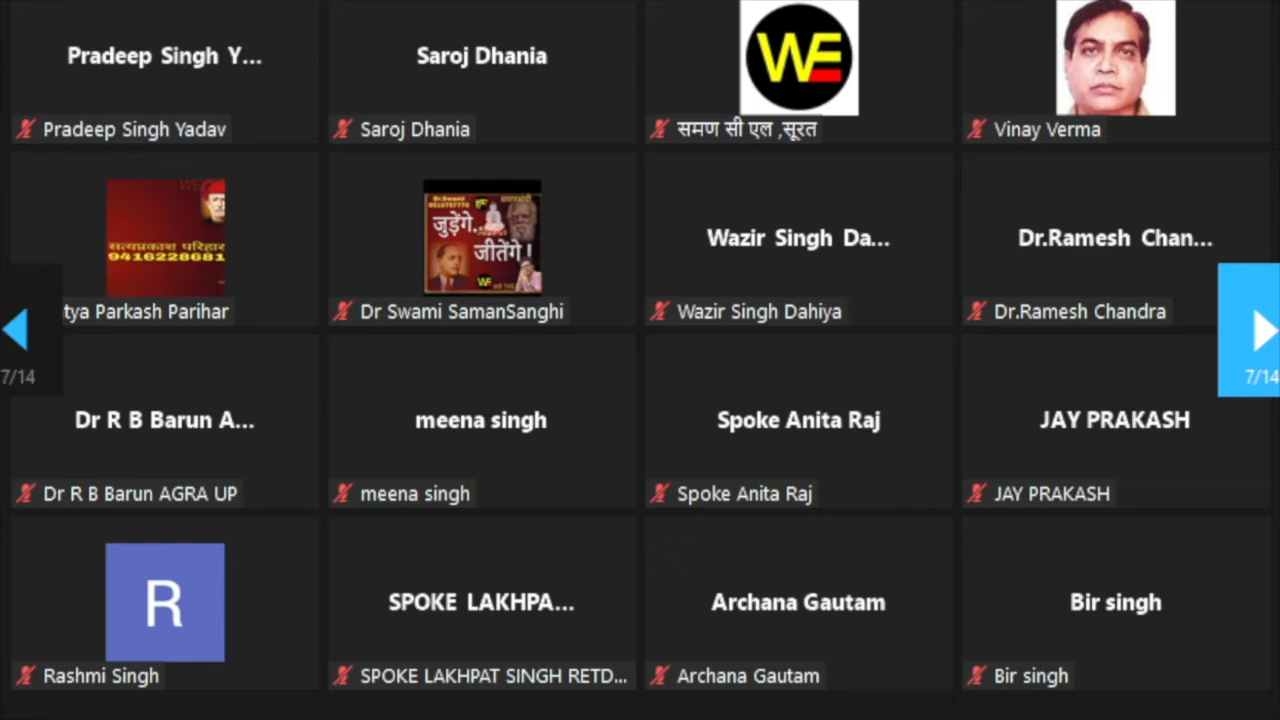 Pradeep Singh Y...
Saroj Dhania
WE
Pradeep Singh Yadav
Saroj Dhania
समण सी एल ,सूरत
Vinay Verma
सत्यप्रकाश परिहार
9416228681
Dr.Swami
जुड़ेंगे..
जीतेंगे !
WE
Wazir Singh Da...
Dr.Ramesh Chan...
tya Parkash Parihar
Dr Swami SamanSanghi
Wazir Singh Dahiya
Dr.Ramesh Chandra
7/14
7/14
Dr R B Barun A...
meena singh
Spoke Anita Raj
JAY PRAKASH
Dr R B Barun AGRA UP
meena singh
Spoke Anita Raj
JAY PRAKASH
R
SPOKE LAKHPA...
Archana Gautam
Bir singh
Rashmi Singh
SPOKE LAKHPAT SINGH RETD...
Archana Gautam
Bir singh